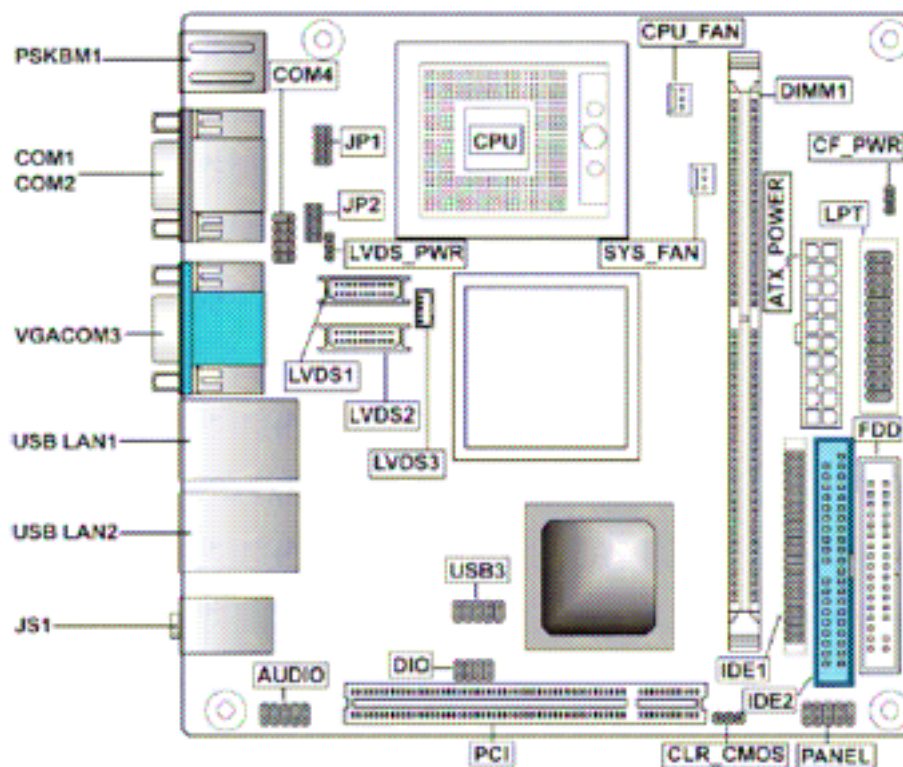 PSKBM1
COM4
CPU_FAN
DIMM1
JP1
CPU
CF_PWR
COM1
COM2
JP2
LPT
LVDS_PWR
SYS_FAN
ATX_POWER
VGACOM3
LVDS1
LVDS2
FDD
USB LAN1
LVDS3
USB LAN2
USB3
JS1
DIO
IDE1
AUDIO
IDE2
PCI
CLR_CMOS
PANEL